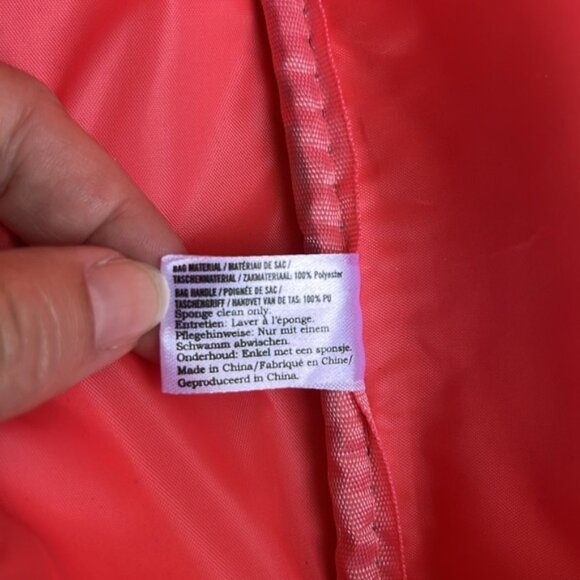 BAG MATERIAL / MATÉRIAU DE SAC /
TASCHENMATERIAL / ZAKMATERIAAL: 100% Polyester
BAG HANDLE / POIGNÉE DE SAC /
TASCHENGRIFF / HANDVET VAN DE TAS: 100% PU
Sponge clean only.
Entretien: Laver à l'éponge.
Pflegehinweise: Nur mit einem
Schwamm abwischen.
Onderhoud: Enkel met een sponsje.
Made in China/Fabriqué en Chine/
Geproduceerd in China.